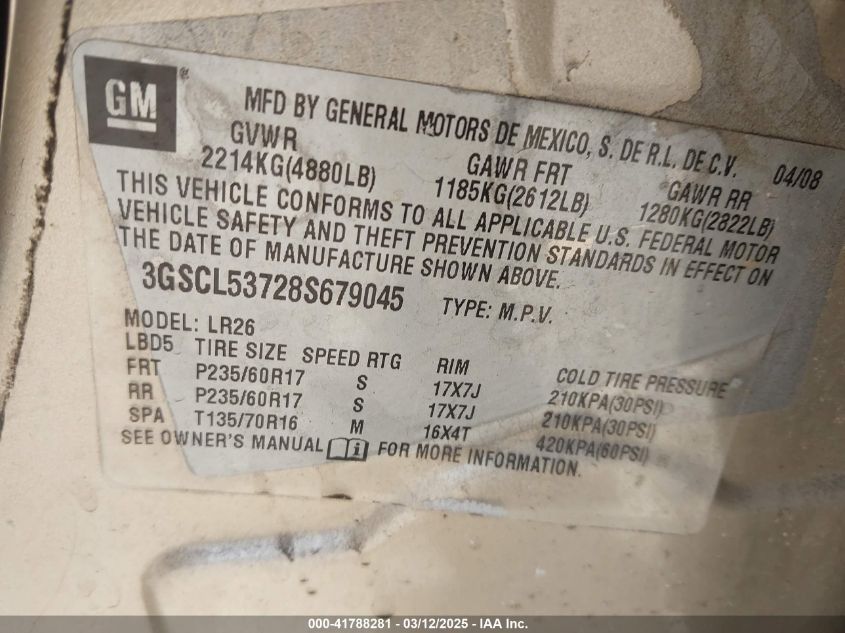 GM®
MFD BY GENERAL MOTORS DE MEXICO, S. DE R.L. DE C.V. 04/08
GVWR GAWR FRT GAWR RR
2214KG(4880LB) 1185KG(2612LB) 1280KG(2822LB)
THIS VEHICLE CONFORMS TO ALL APPLICABLE U.S. FEDERAL MOTOR
VEHICLE SAFETY AND THEFT PREVENTION STANDARDS IN EFFECT ON
THE DATE OF MANUFACTURE SHOWN ABOVE.
3GSCL53728S679045 TYPE: M.P.V.
MODEL: LR26
LBD5 TIRE SIZE SPEED RTG RIM COLD TIRE PRESSURE
FRT P235/60R17 S 17X7J 210KPA(30PSI)
RR P235/60R17 S 17X7J 210KPA(30PSI)
SPA T135/70R16 M 16X4T 420KPA(60PSI)
SEE OWNER'S MANUAL i FOR MORE INFORMATION.
000-41788281 - 03/12/2025 - IAA Inc.